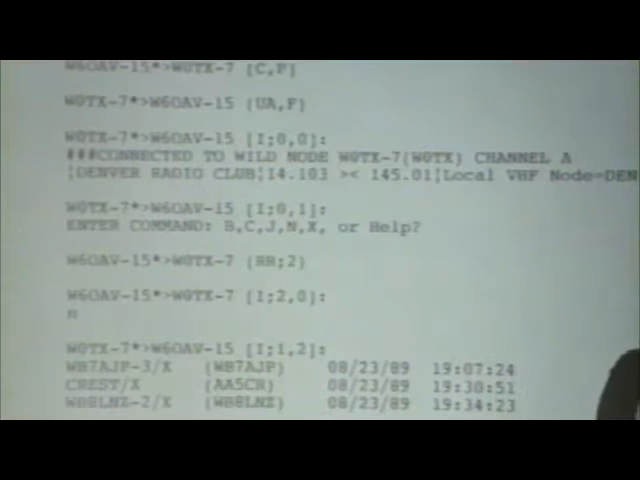 W6OAV-15*>W0TX-7 [C,P]
W0TX-7*>W6OAV-15 [UA,F]
W0TX-7*>W6OAV-15 [I;0,0]:
###CONNECTED TO WILD NODE W0TX-7(W0TX) CHANNEL A
¦DENVER RADIO CLUB¦14.103 >< 145.01¦Local VHF Node=DEN
W0TX-7*>W6OAV-15 [I;0,1]:
ENTER COMMAND: B,C,J,N,X, or Help?
W6OAV-15*>W0TX-7 [RR;2]
W6OAV-15*>W0TX-7 [I;2,0]:
n
W0TX-7*>W6OAV-15 [I;1,2]:
WB7AJP-3/X (WB7AJP) 08/23/89 19:07:24
CREST/X (AA5CR) 08/23/89 19:30:51
WB8LNZ-2/X (WB8LNZ) 08/23/89 19:34:23